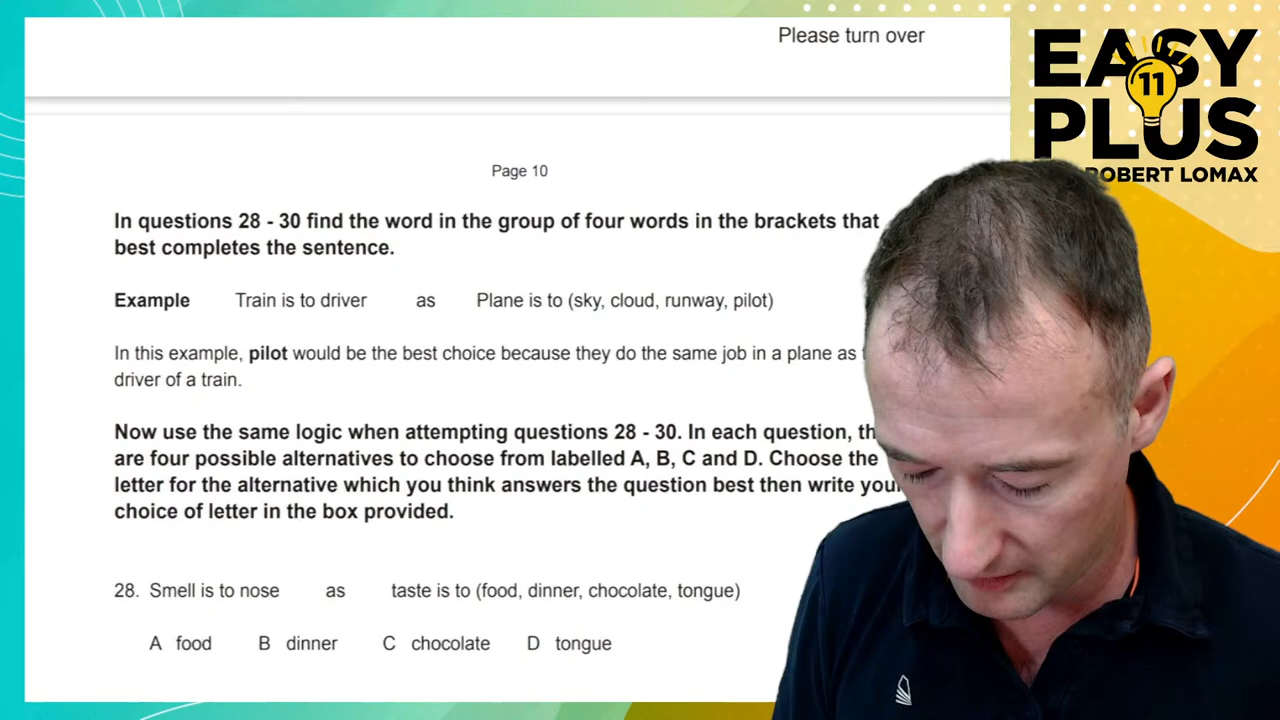 Please turn over
EASY
11
PLUS
ROBERT LOMAX
Page 10
In questions 28 - 30 find the word in the group of four words in the brackets that
best completes the sentence.
Example Train is to driver as Plane is to (sky, cloud, runway, pilot)
In this example, pilot would be the best choice because they do the same job in a plane as
driver of a train.
Now use the same logic when attempting questions 28 - 30. In each question,
are four possible alternatives to choose from labelled A, B, C and D. Choose the
letter for the alternative which you think answers the question best then write your
choice of letter in the box provided.
28. Smell is to nose as taste is to (food, dinner, chocolate, tongue)
A food B dinner C chocolate D tongue